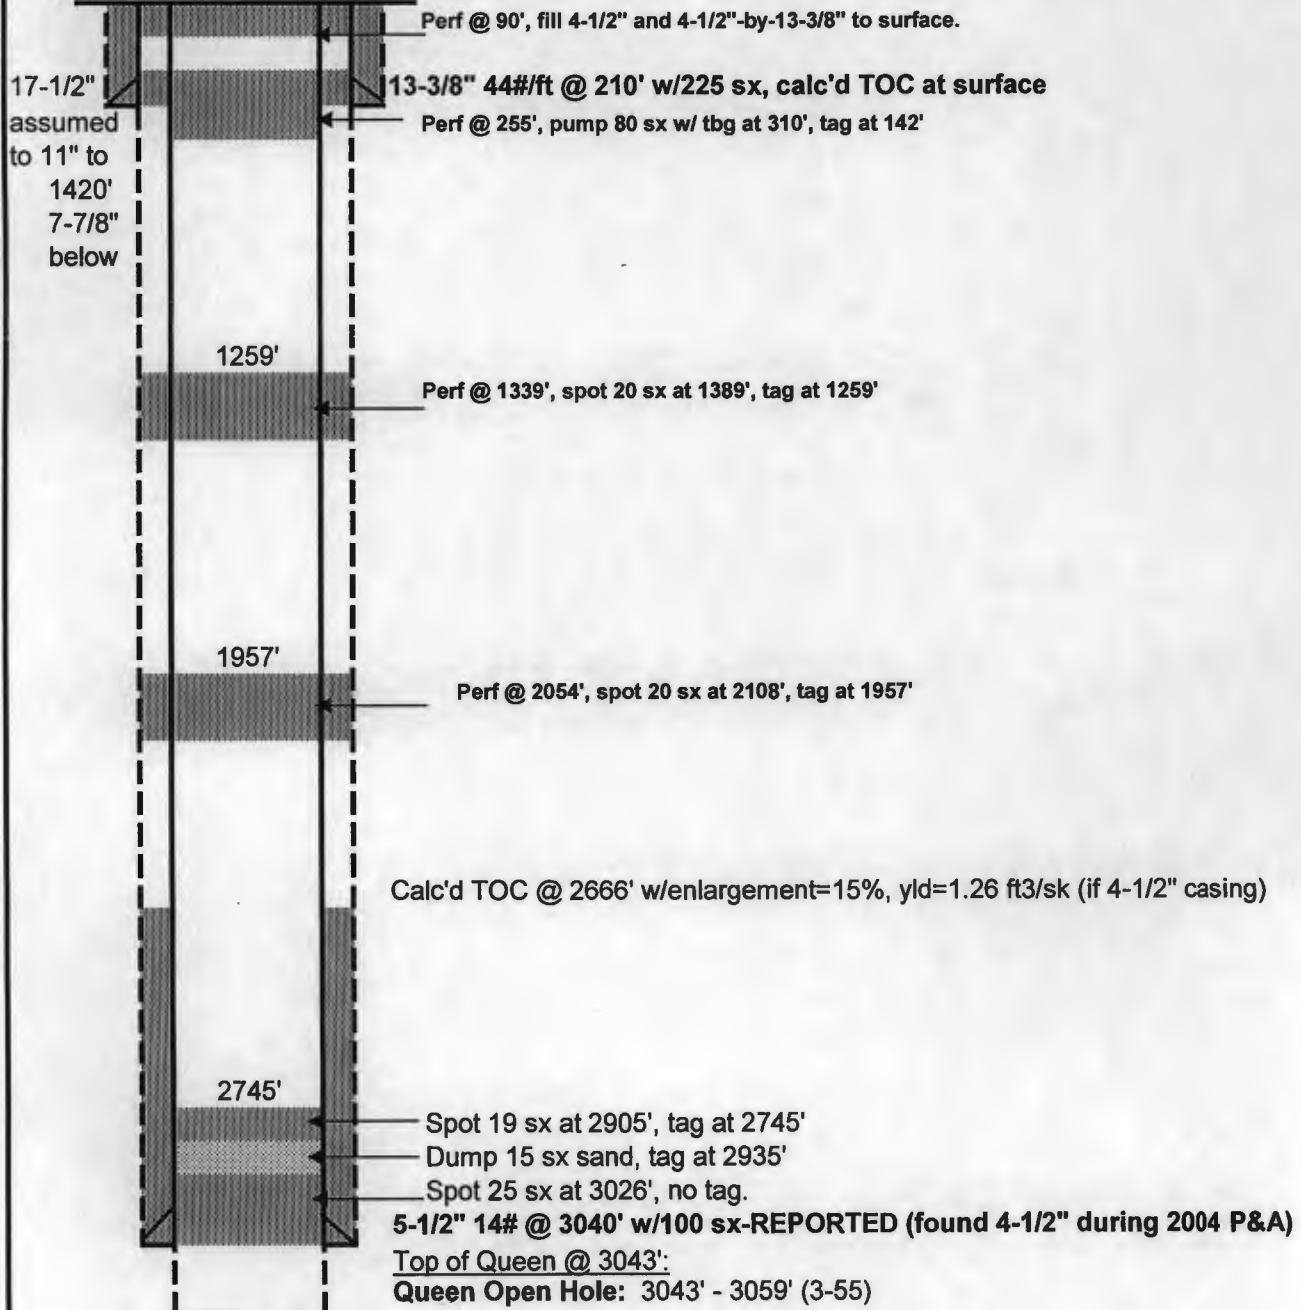 Perf @ 90', fill 4-1/2" and 4-1/2"-by-13-3/8" to surface.
17-1/2"
assumed
to 11" to
1420'
7-7/8"
below
13-3/8" 44#/ft @ 210' w/225 sx, calc'd TOC at surface
Perf @ 255', pump 80 sx w/ tbg at 310', tag at 142'
1259'
Perf @ 1339', spot 20 sx at 1389', tag at 1259'
1957'
Perf @ 2054', spot 20 sx at 2108', tag at 1957'
Calc'd TOC @ 2666' w/enlargement=15%, yld=1.26 ft3/sk (if 4-1/2" casing)
2745'
Spot 19 sx at 2905', tag at 2745'
Dump 15 sx sand, tag at 2935'
Spot 25 sx at 3026', no tag.
5-1/2" 14# @ 3040' w/100 sx-REPORTED (found 4-1/2" during 2004 P&A)
Top of Queen @ 3043':
Queen Open Hole: 3043' - 3059' (3-55)